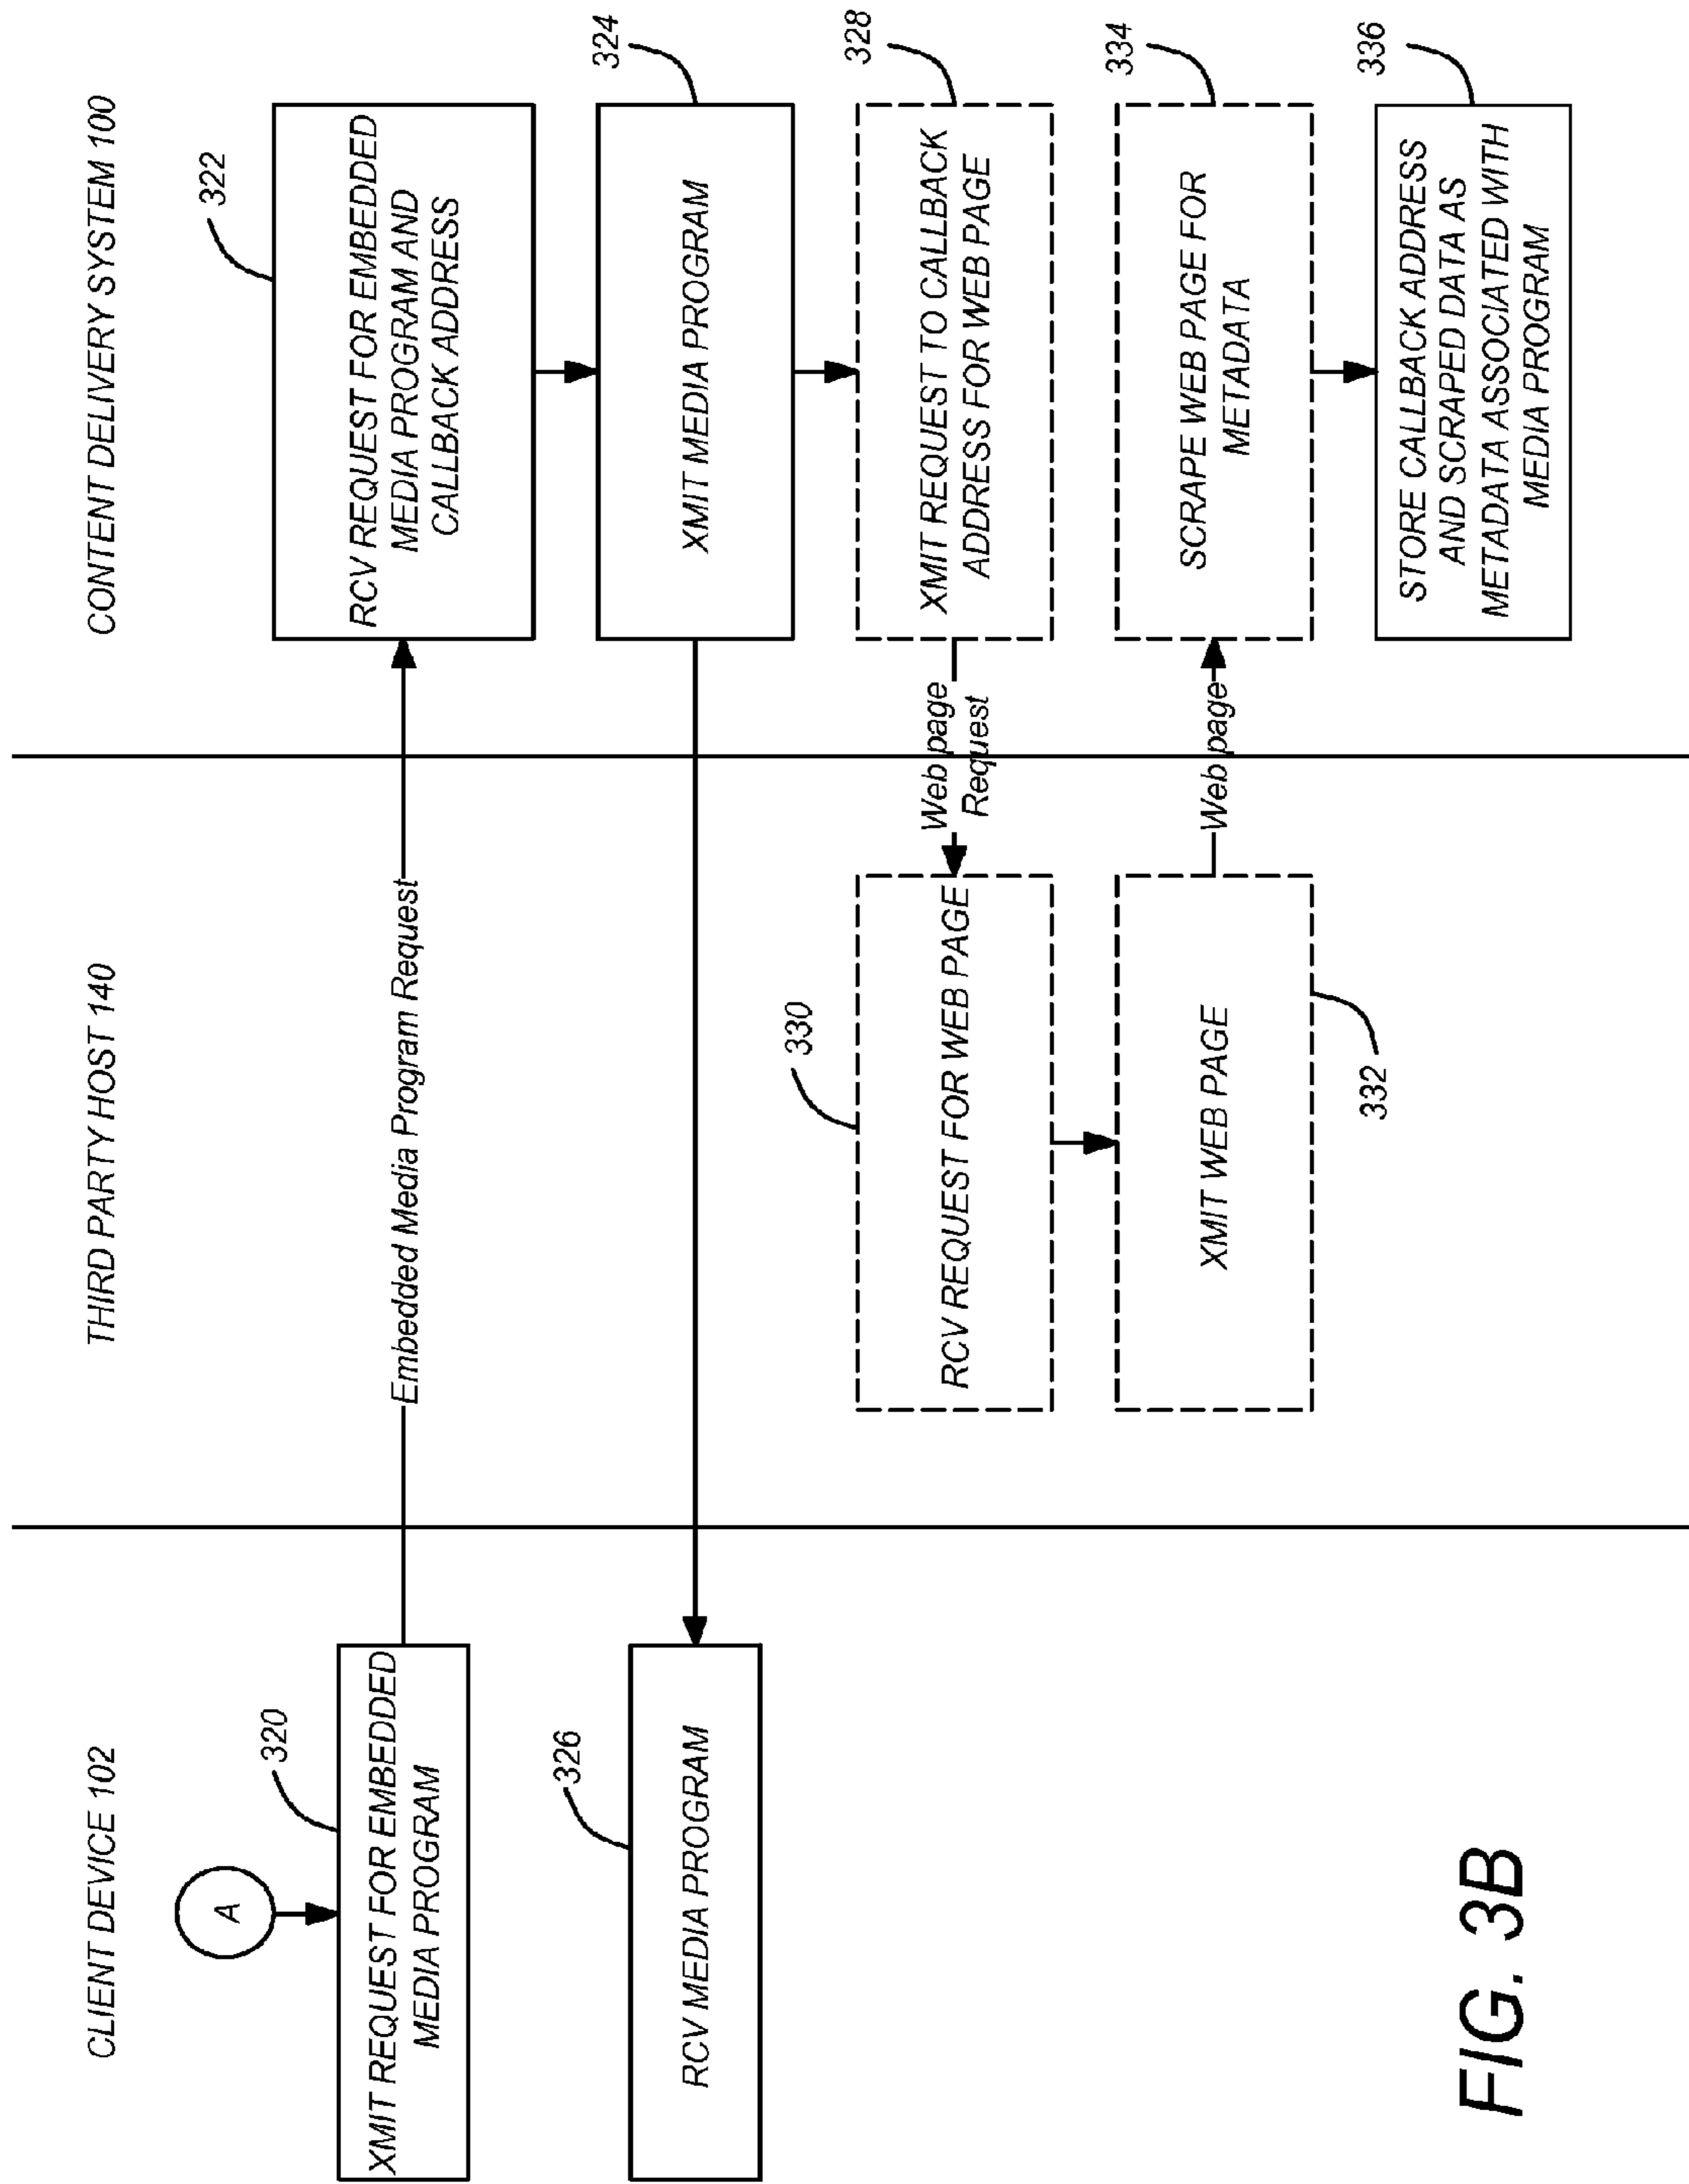 CLIENT DEVICE 102
THIRD PARTY HOST 140
CONTENT DELIVERY SYSTEM 100
A
320
XMIT REQUEST FOR EMBEDDED
MEDIA PROGRAM
Embedded Media Program Request
322
RCV REQUEST FOR EMBEDDED
MEDIA PROGRAM AND
CALLBACK ADDRESS
326
RCV MEDIA PROGRAM
324
XMIT MEDIA PROGRAM
330
RCV REQUEST FOR WEB PAGE
Web page
Request
328
XMIT REQUEST TO CALLBACK
ADDRESS FOR WEB PAGE
XMIT WEB PAGE
332
Web page
334
SCRAPE WEB PAGE FOR
METADATA
336
STORE CALLBACK ADDRESS
AND SCRAPED DATA AS
METADATA ASSOCIATED WITH
MEDIA PROGRAM
FIG. 3B